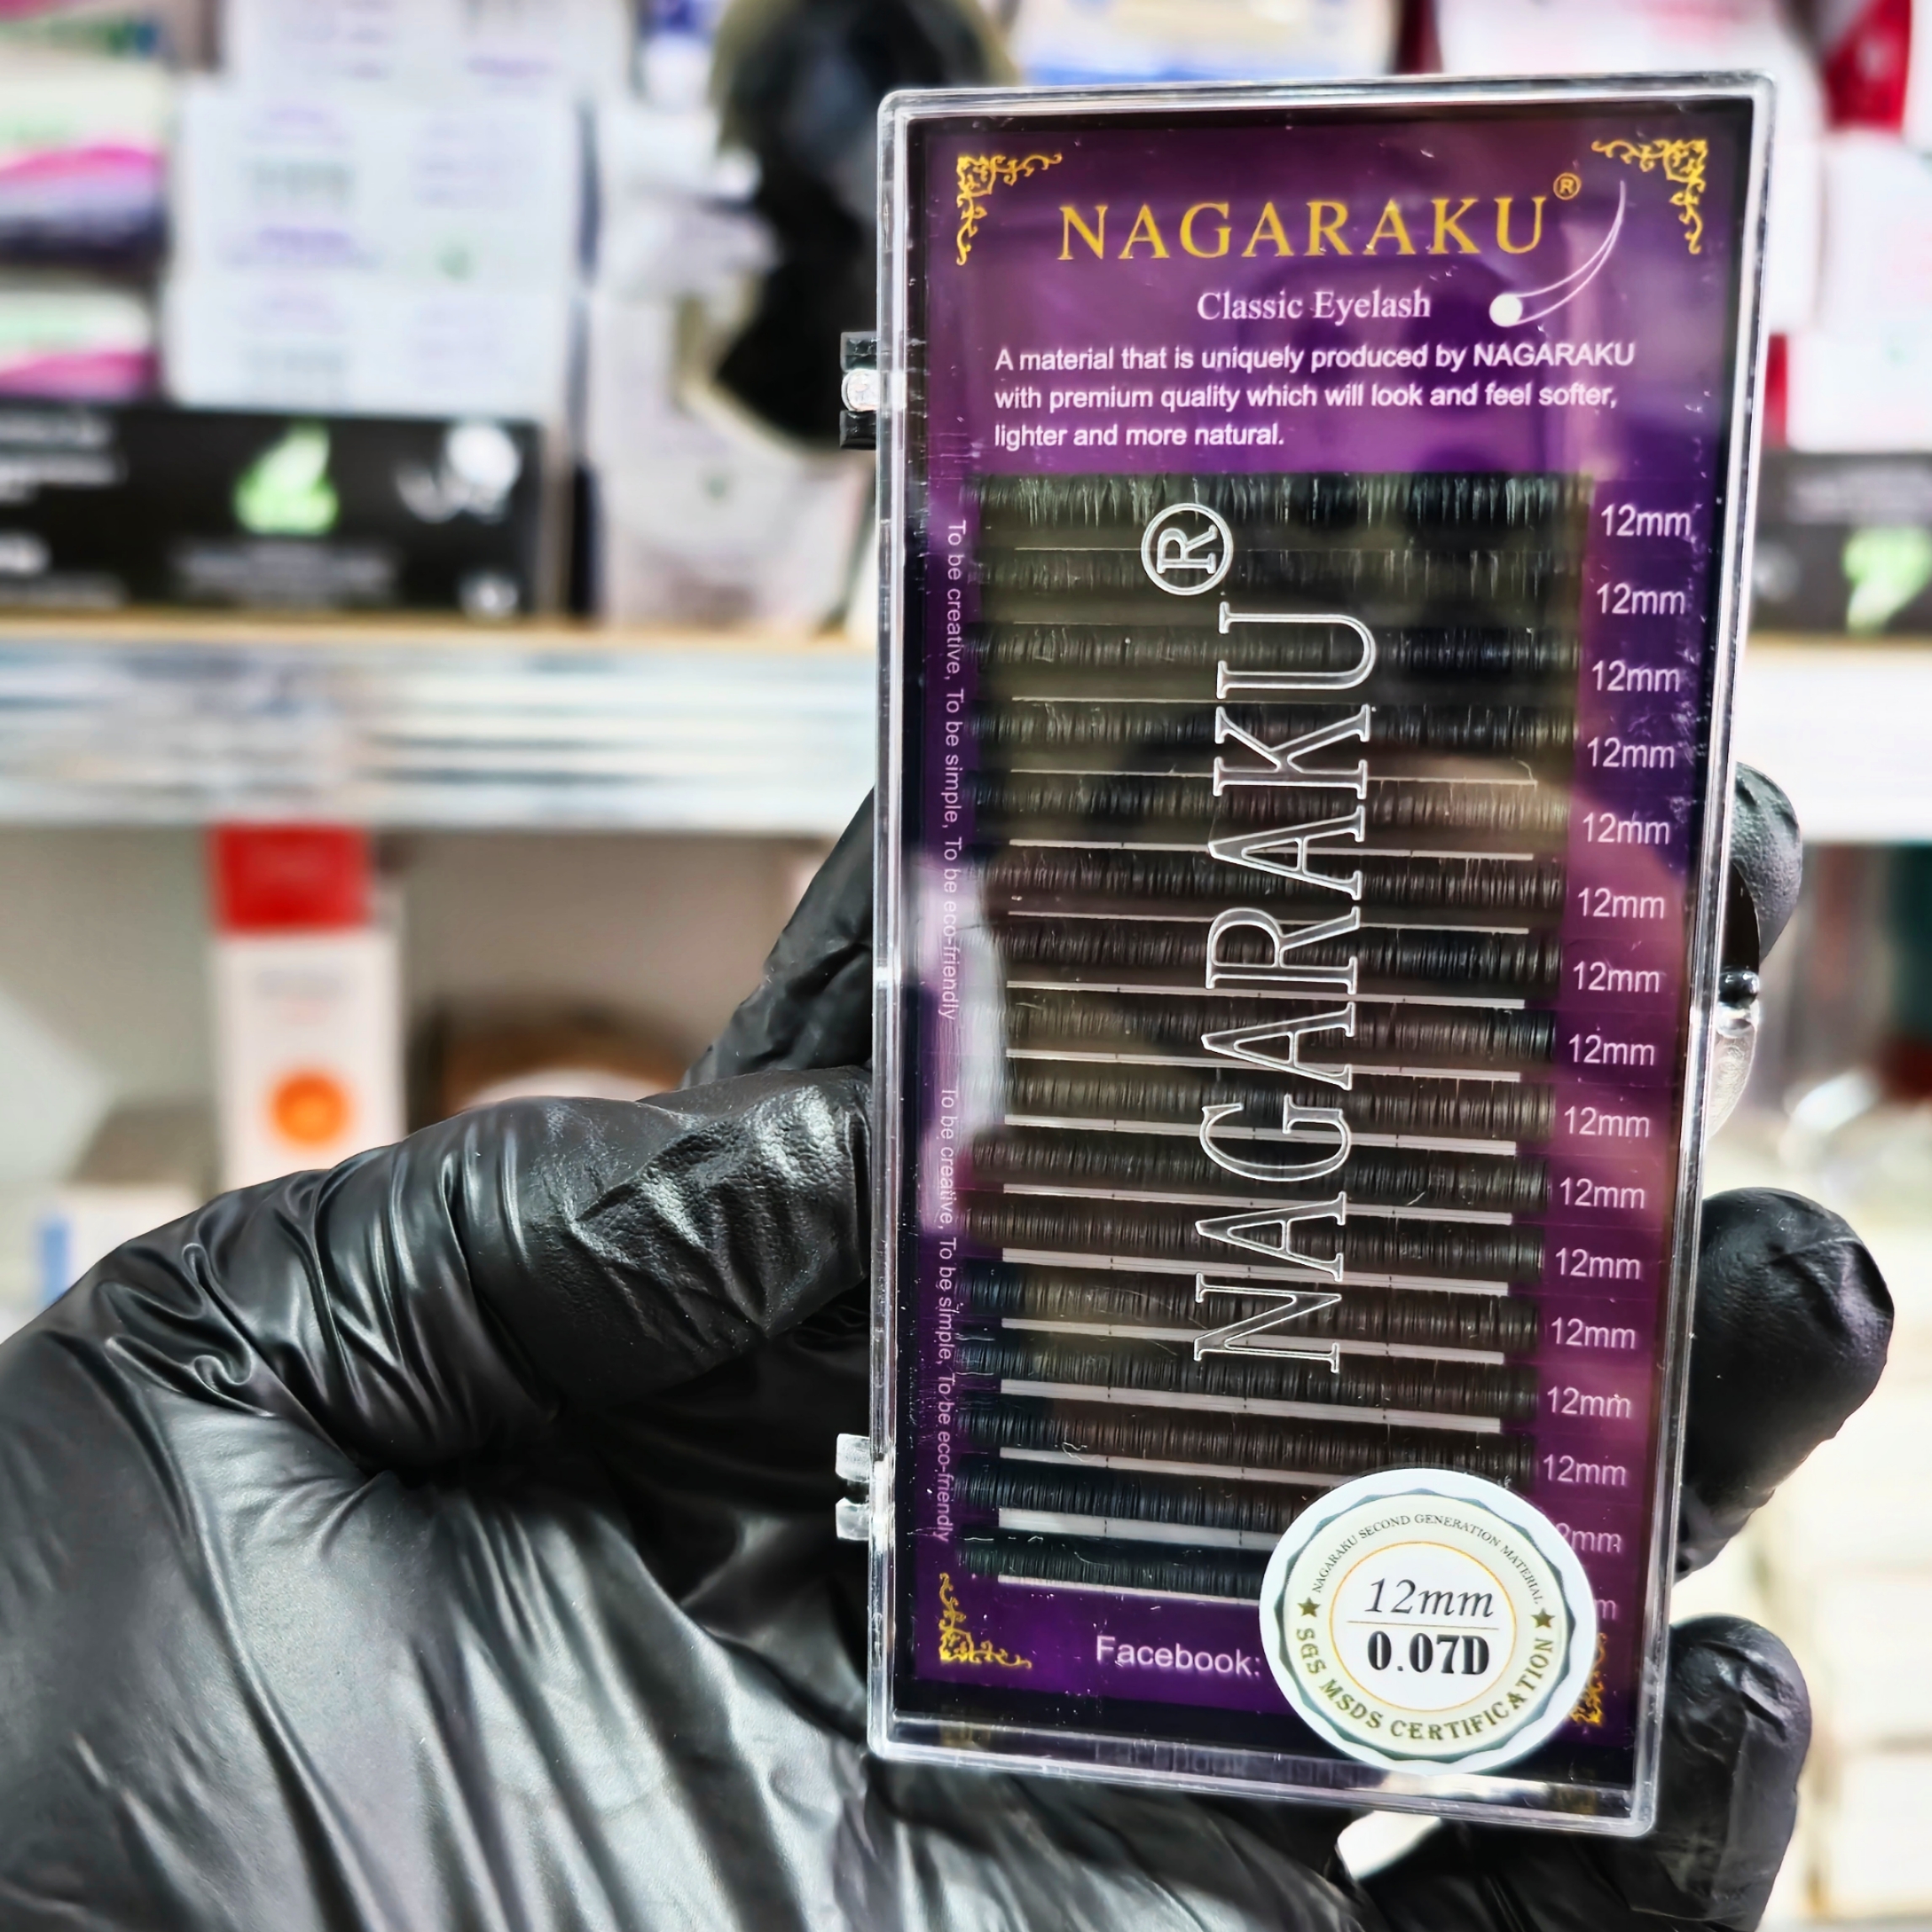 NAGARAKU®
Classic Eyelash
A material that is uniquely produced by NAGARAKU
with premium quality which will look and feel softer,
lighter and more natural.
To be creative, To be simple, To be eco-friendly To be creative, To be simple, To be eco-friendly
NAGARAKU®
12mm
12mm
12mm
12mm
12mm
12mm
12mm
12mm
12mm
12mm
12mm
12mm
12mm
12mm
Facebook:
NAGARAKU SECOND GENERATION MATERIAL
12mm
0.07D
SGS MSDS CERTIFICATION